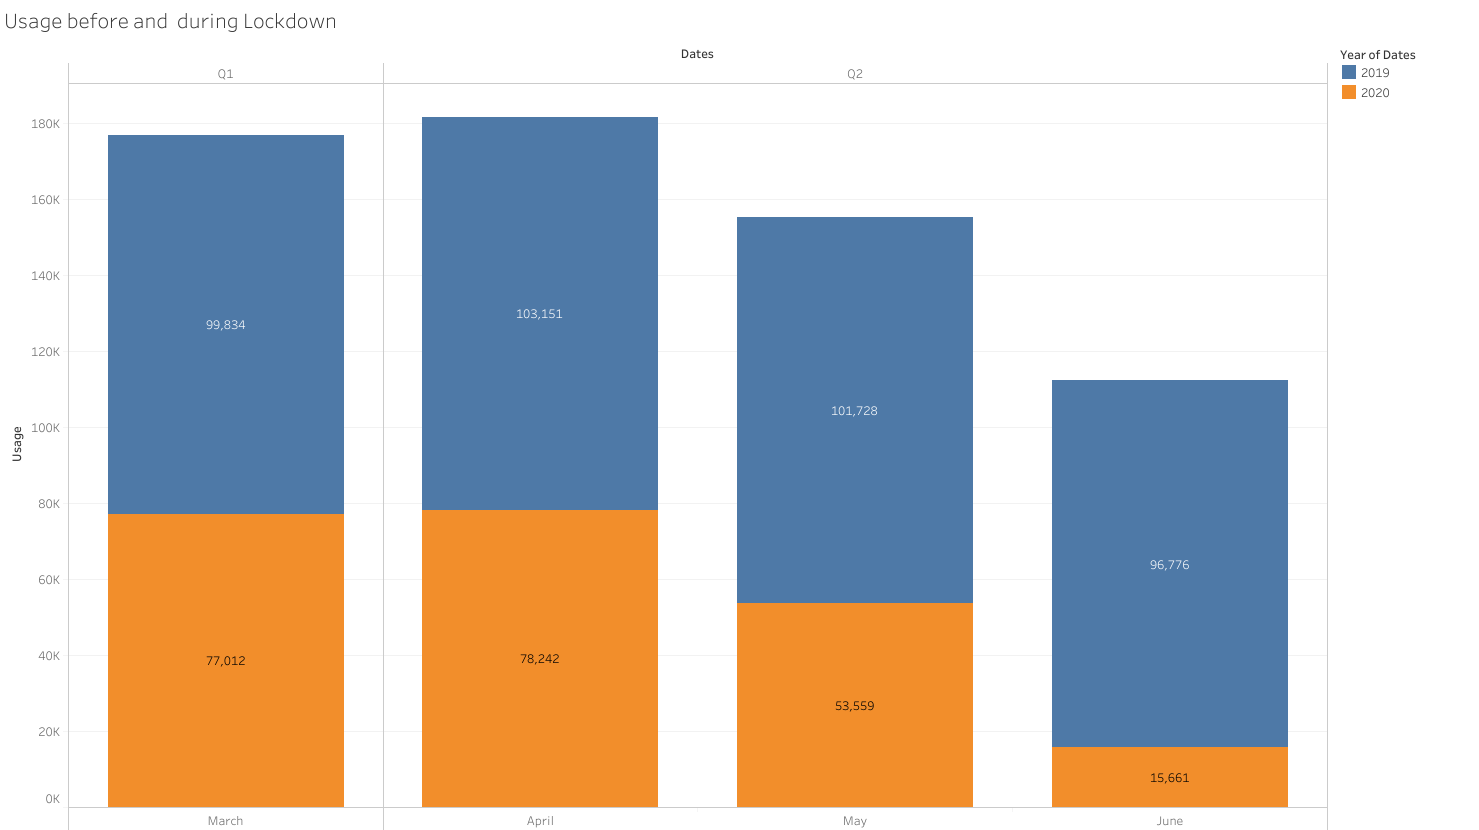 Usage before and  during Lockdown
Dates
Year of Dates
2019
2020
Q1
Q2
180K
160K
140K
120K
100K
80K
60K
40K
20K
0K
Usage
99,834
103,151
101,728
96,776
77,012
78,242
53,559
15,661
March
April
May
June